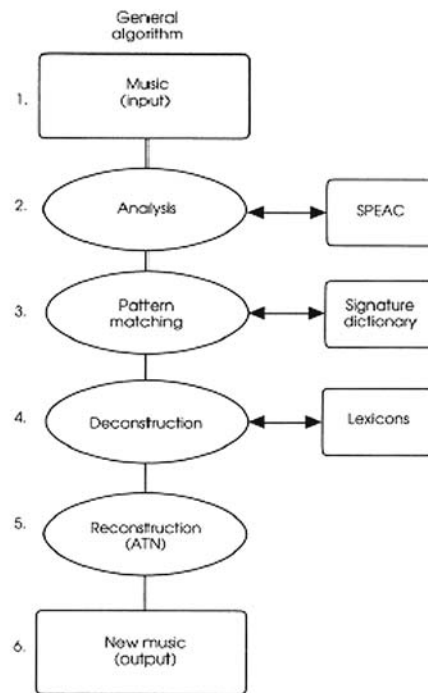 General
algorithm
1.
Music
(input)
2.
Analysis
SPEAC
3.
Pattern
matching
Signature
dictionary
4.
Deconstruction
Lexicons
5.
Reconstruction
(ATN)
6.
New music
(output)